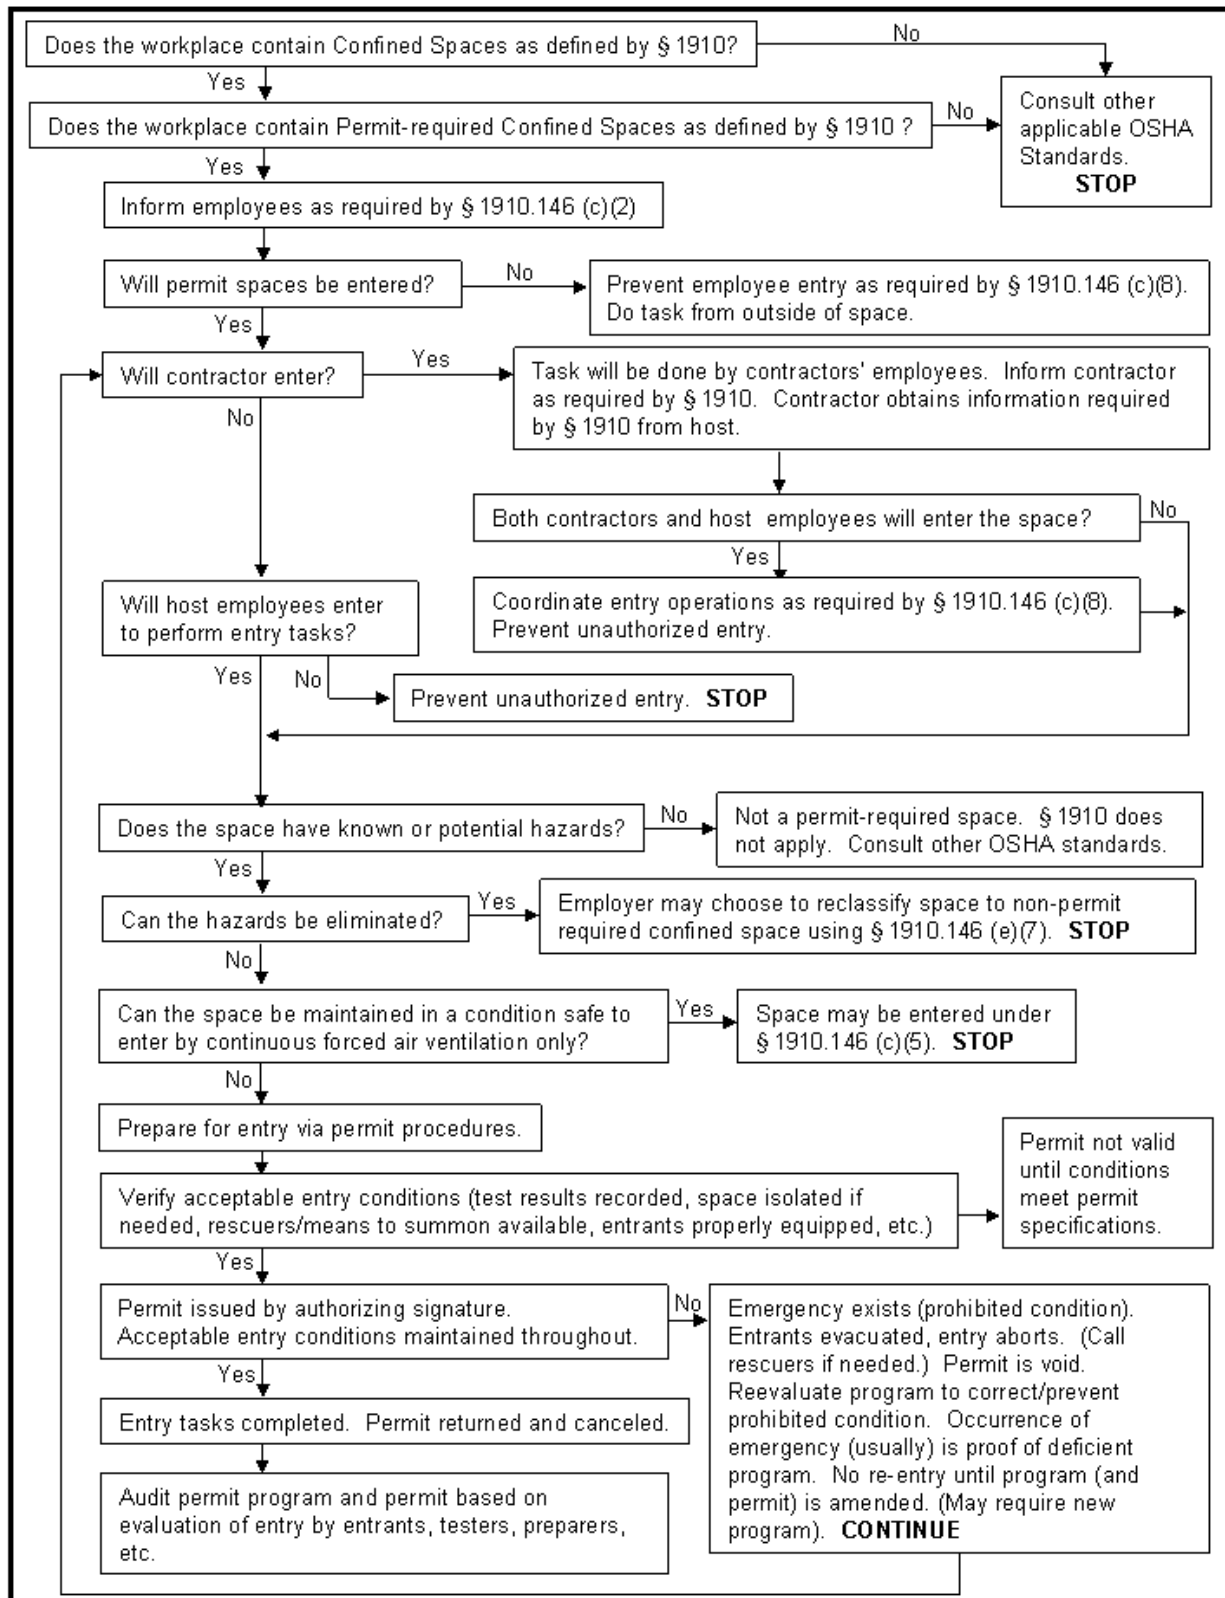 Does the workplace contain Confined Spaces as defined by § 1910?
No
Yes
Consult other
applicable OSHA
Standards.
STOP
Does the workplace contain Permit-required Confined Spaces as defined by § 1910 ?
No
Yes
Inform employees as required by § 1910.146 (c)(2)
Will permit spaces be entered?
No
Prevent employee entry as required by § 1910.146 (c)(8).
Do task from outside of space.
Yes
Will contractor enter?
Yes
Task will be done by contractors' employees. Inform contractor
as required by § 1910. Contractor obtains information required
by § 1910 from host.
No
Both contractors and host employees will enter the space?
No
Yes
Coordinate entry operations as required by § 1910.146 (c)(8).
Prevent unauthorized entry.
Will host employees enter
to perform entry tasks?
Yes
No
Prevent unauthorized entry. STOP
Does the space have known or potential hazards?
No
Not a permit-required space. § 1910 does
not apply. Consult other OSHA standards.
Yes
Can the hazards be eliminated?
Yes
Employer may choose to reclassify space to non-permit
required confined space using § 1910.146 (e)(7). STOP
No
Can the space be maintained in a condition safe to
enter by continuous forced air ventilation only?
Yes
Space may be entered under
§ 1910.146 (c)(5). STOP
No
Prepare for entry via permit procedures.
Verify acceptable entry conditions (test results recorded, space isolated if
needed, rescuers/means to summon available, entrants properly equipped, etc.)
Permit not valid
until conditions
meet permit
specifications.
Yes
Permit issued by authorizing signature.
Acceptable entry conditions maintained throughout.
No
Emergency exists (prohibited condition).
Entrants evacuated, entry aborts. (Call
rescuers if needed.) Permit is void.
Reevaluate program to correct/prevent
prohibited condition. Occurrence of
emergency (usually) is proof of deficient
program. No re-entry until program (and
permit) is amended. (May require new
program). CONTINUE
Yes
Entry tasks completed. Permit returned and canceled.
Audit permit program and permit based on
evaluation of entry by entrants, testers, preparers,
etc.